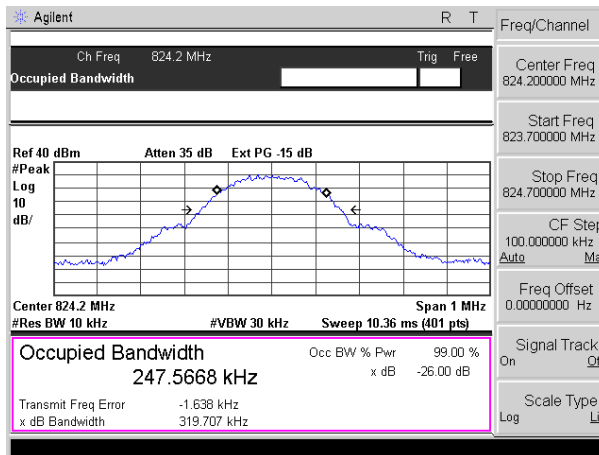 Agilent
R T
Ch Freq 824.2 MHz
Trig Free
Occupied Bandwidth
Ref 40 dBm Atten 35 dB Ext PG -15 dB
#Peak
Log
10
dB/
Center 824.2 MHz Span 1 MHz
#Res BW 10 kHz #VBW 30 kHz Sweep 10.36 ms (401 pts)
Occupied Bandwidth
247.5668 kHz
Occ BW % Pwr 99.00 %
x dB -26.00 dB
Transmit Freq Error -1.638 kHz
x dB Bandwidth 319.707 kHz
Freq/Channel
Center Freq
824.200000 MHz
Start Freq
823.700000 MHz
Stop Freq
824.700000 MHz
CF Step
100.000000 kHz
Auto Ma
Freq Offset
0.00000000 Hz
Signal Track
On Of
Scale Type
Log Li